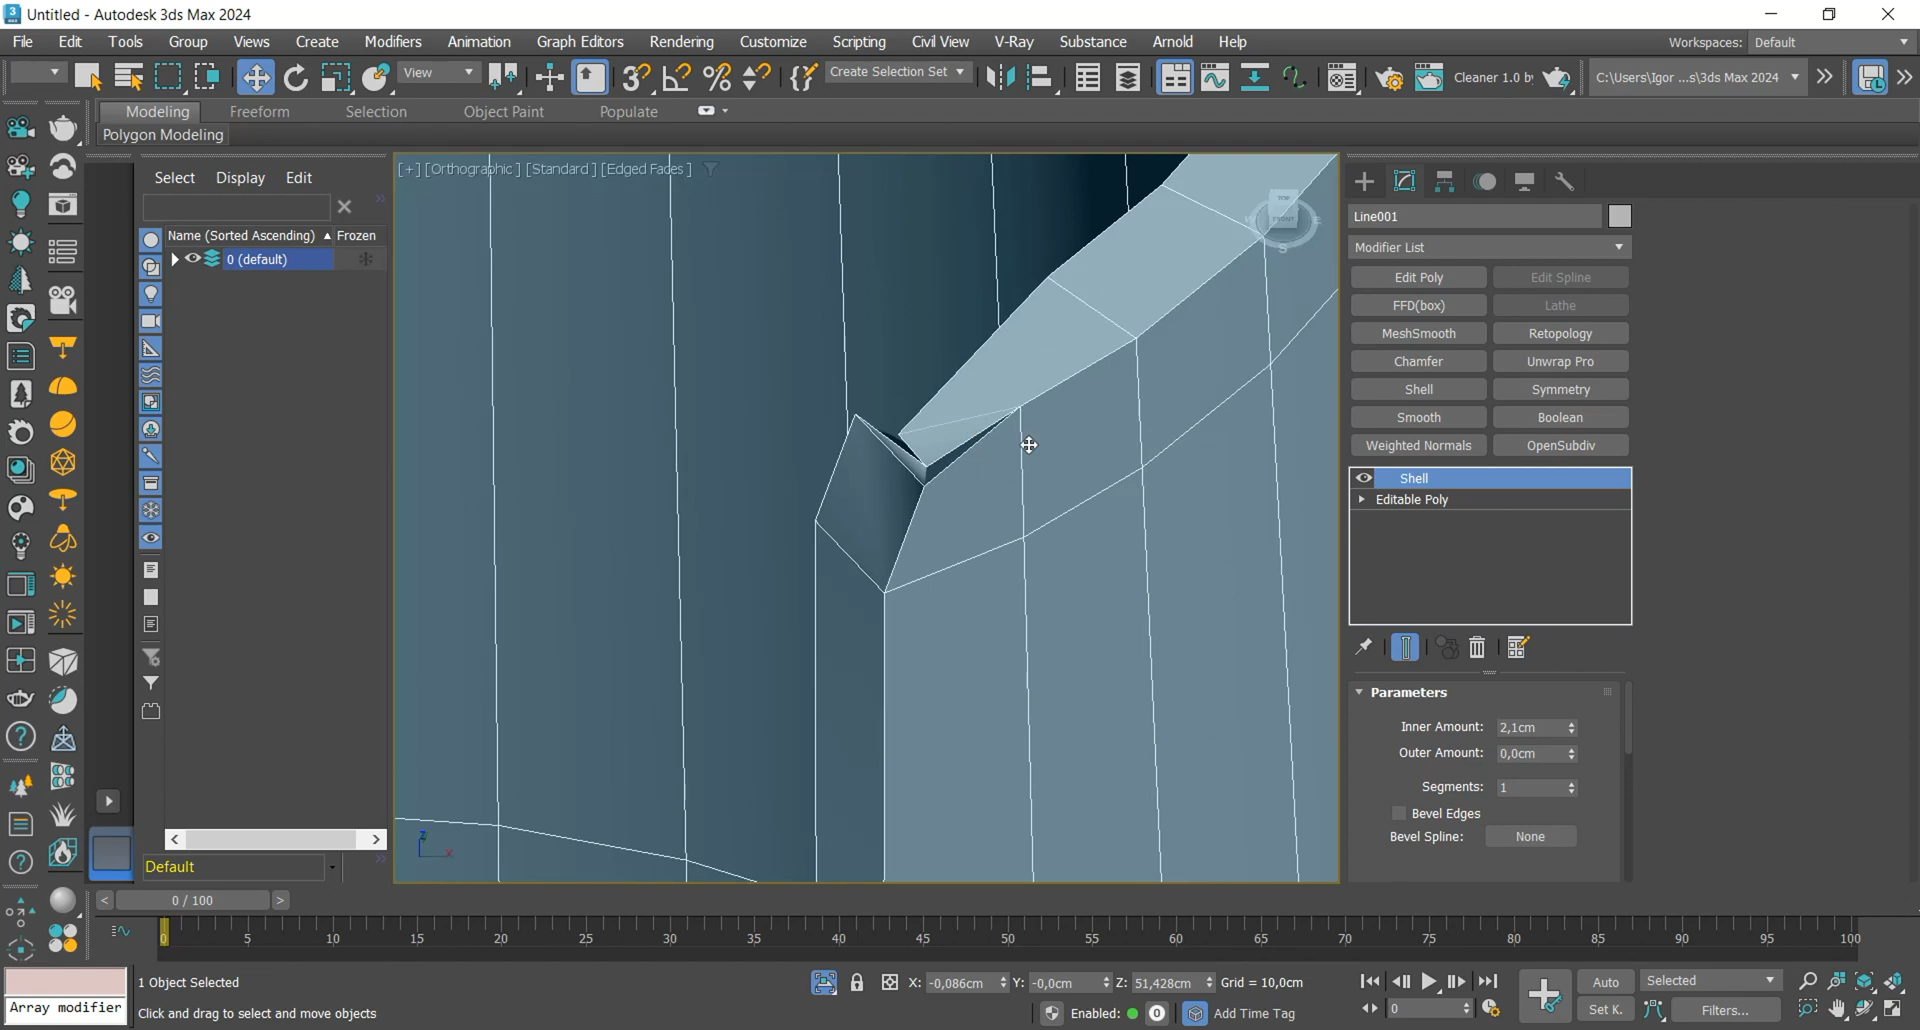 Untitled - Autodesk 3ds Max 2024
File Edit Tools Group Views Create Modifiers Animation Graph Editors Rendering Customize Scripting Civil View V-Ray Substance Arnold Help
Workspaces: Default
View
Create Selection Set
Cleaner 1.0 b
C:\Users\Igor ...s\3ds Max 2024
Modeling Freeform Selection Object Paint Populate
Polygon Modeling
Select Display Edit
Name (Sorted Ascending) Frozen
0 (default)
Default
[+] [Orthographic ] [Standard ] [Edged Faces ]
TOP
FRONT
S
Line001
Modifier List
Edit Poly Edit Spline
FFD(box) Lathe
MeshSmooth Retopology
Chamfer Unwrap Pro
Shell Symmetry
Smooth Boolean
Weighted Normals OpenSubdiv
Shell
Editable Poly
Parameters
Inner Amount: 2,1cm
Outer Amount: 0,0cm
Segments: 1
Bevel Edges
Bevel Spline: None
z
x
< 0 / 100 >
0 5 10 15 20 25 30 35 40 45 50 55 60 65 70 75 80 85 90 95 100
Array modifier
1 Object Selected
Click and drag to select and move objects
X: -0,086cm Y: -0,0cm Z: 51,428cm Grid = 10,0cm
Enabled: 0 Add Time Tag
0
Auto Selected
Set K. Filters...